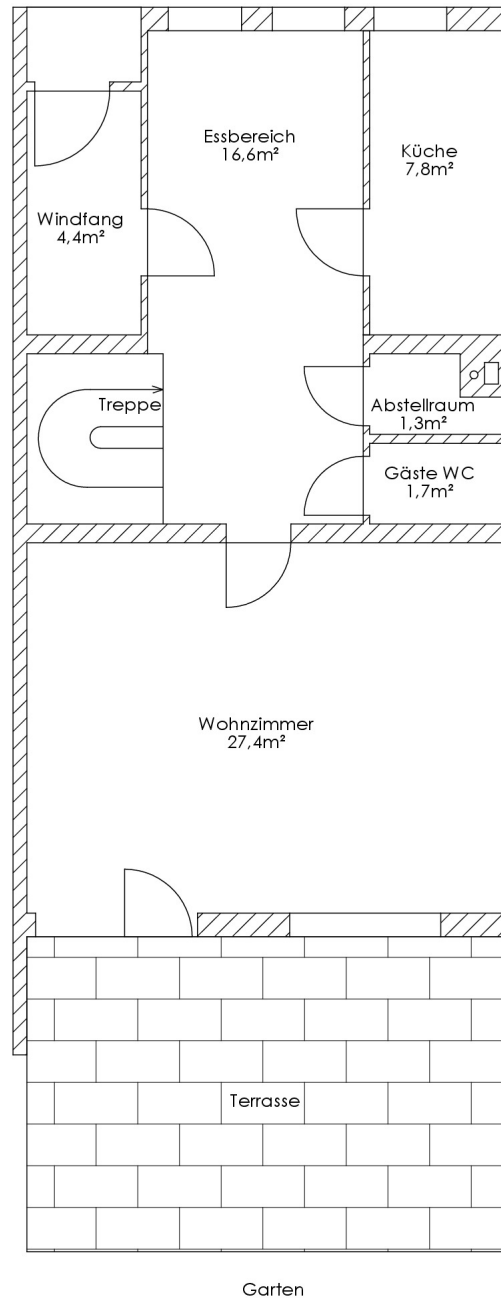 Essbereich
16,6m²
Küche
7,8m²
Windfang
4,4m²
Treppe
Abstellraum
1,3m²
Gäste WC
1,7m²
Wohnzimmer
27,4m²
Terrasse
Garten